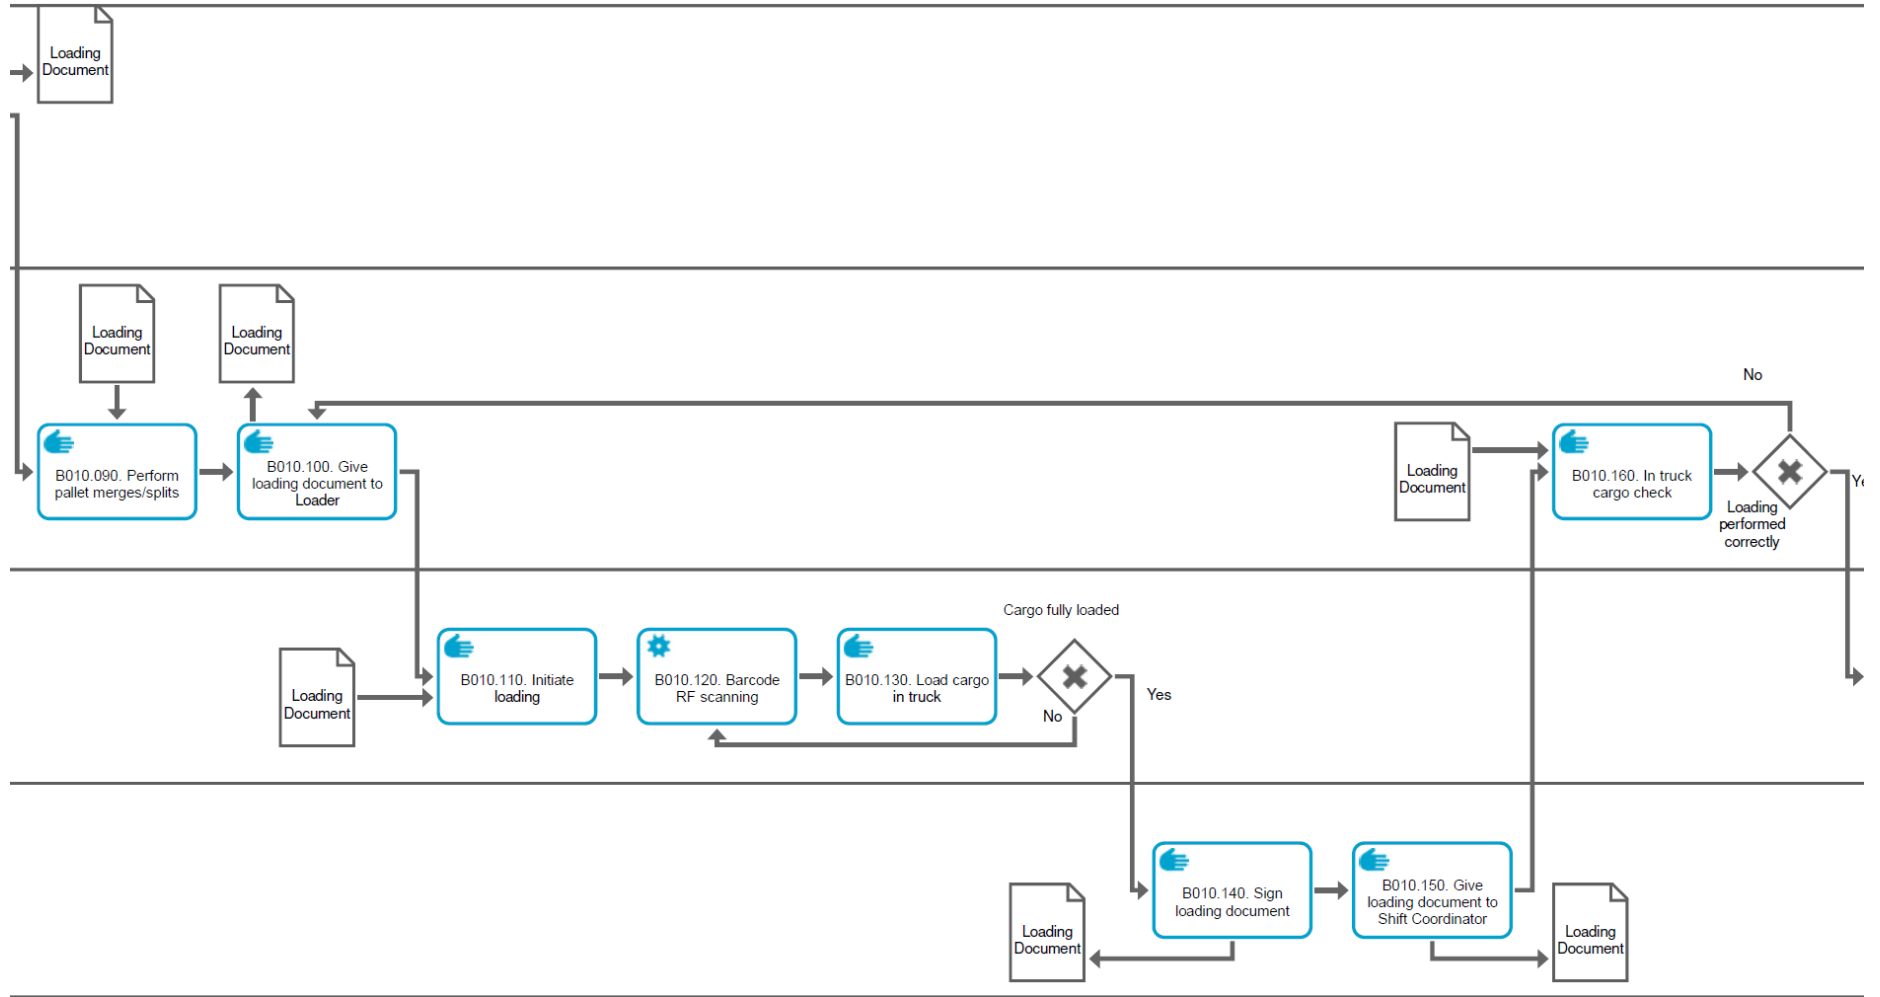 Loading
Document
Loading
Document
Loading
Document
No
B010.090. Perform
pallet merges/splits
B010.100. Give
loading document to
Loader
Loading
Document
B010.160. In truck
cargo check
Loading
performed
correctly
Cargo fully loaded
Loading
Document
B010.110. Initiate
loading
B010.120. Barcode
RF scanning
B010.130. Load cargo
in truck
No
Yes
Loading
Document
B010.140. Sign
loading document
B010.150. Give
loading document to
Shift Coordinator
Loading
Document